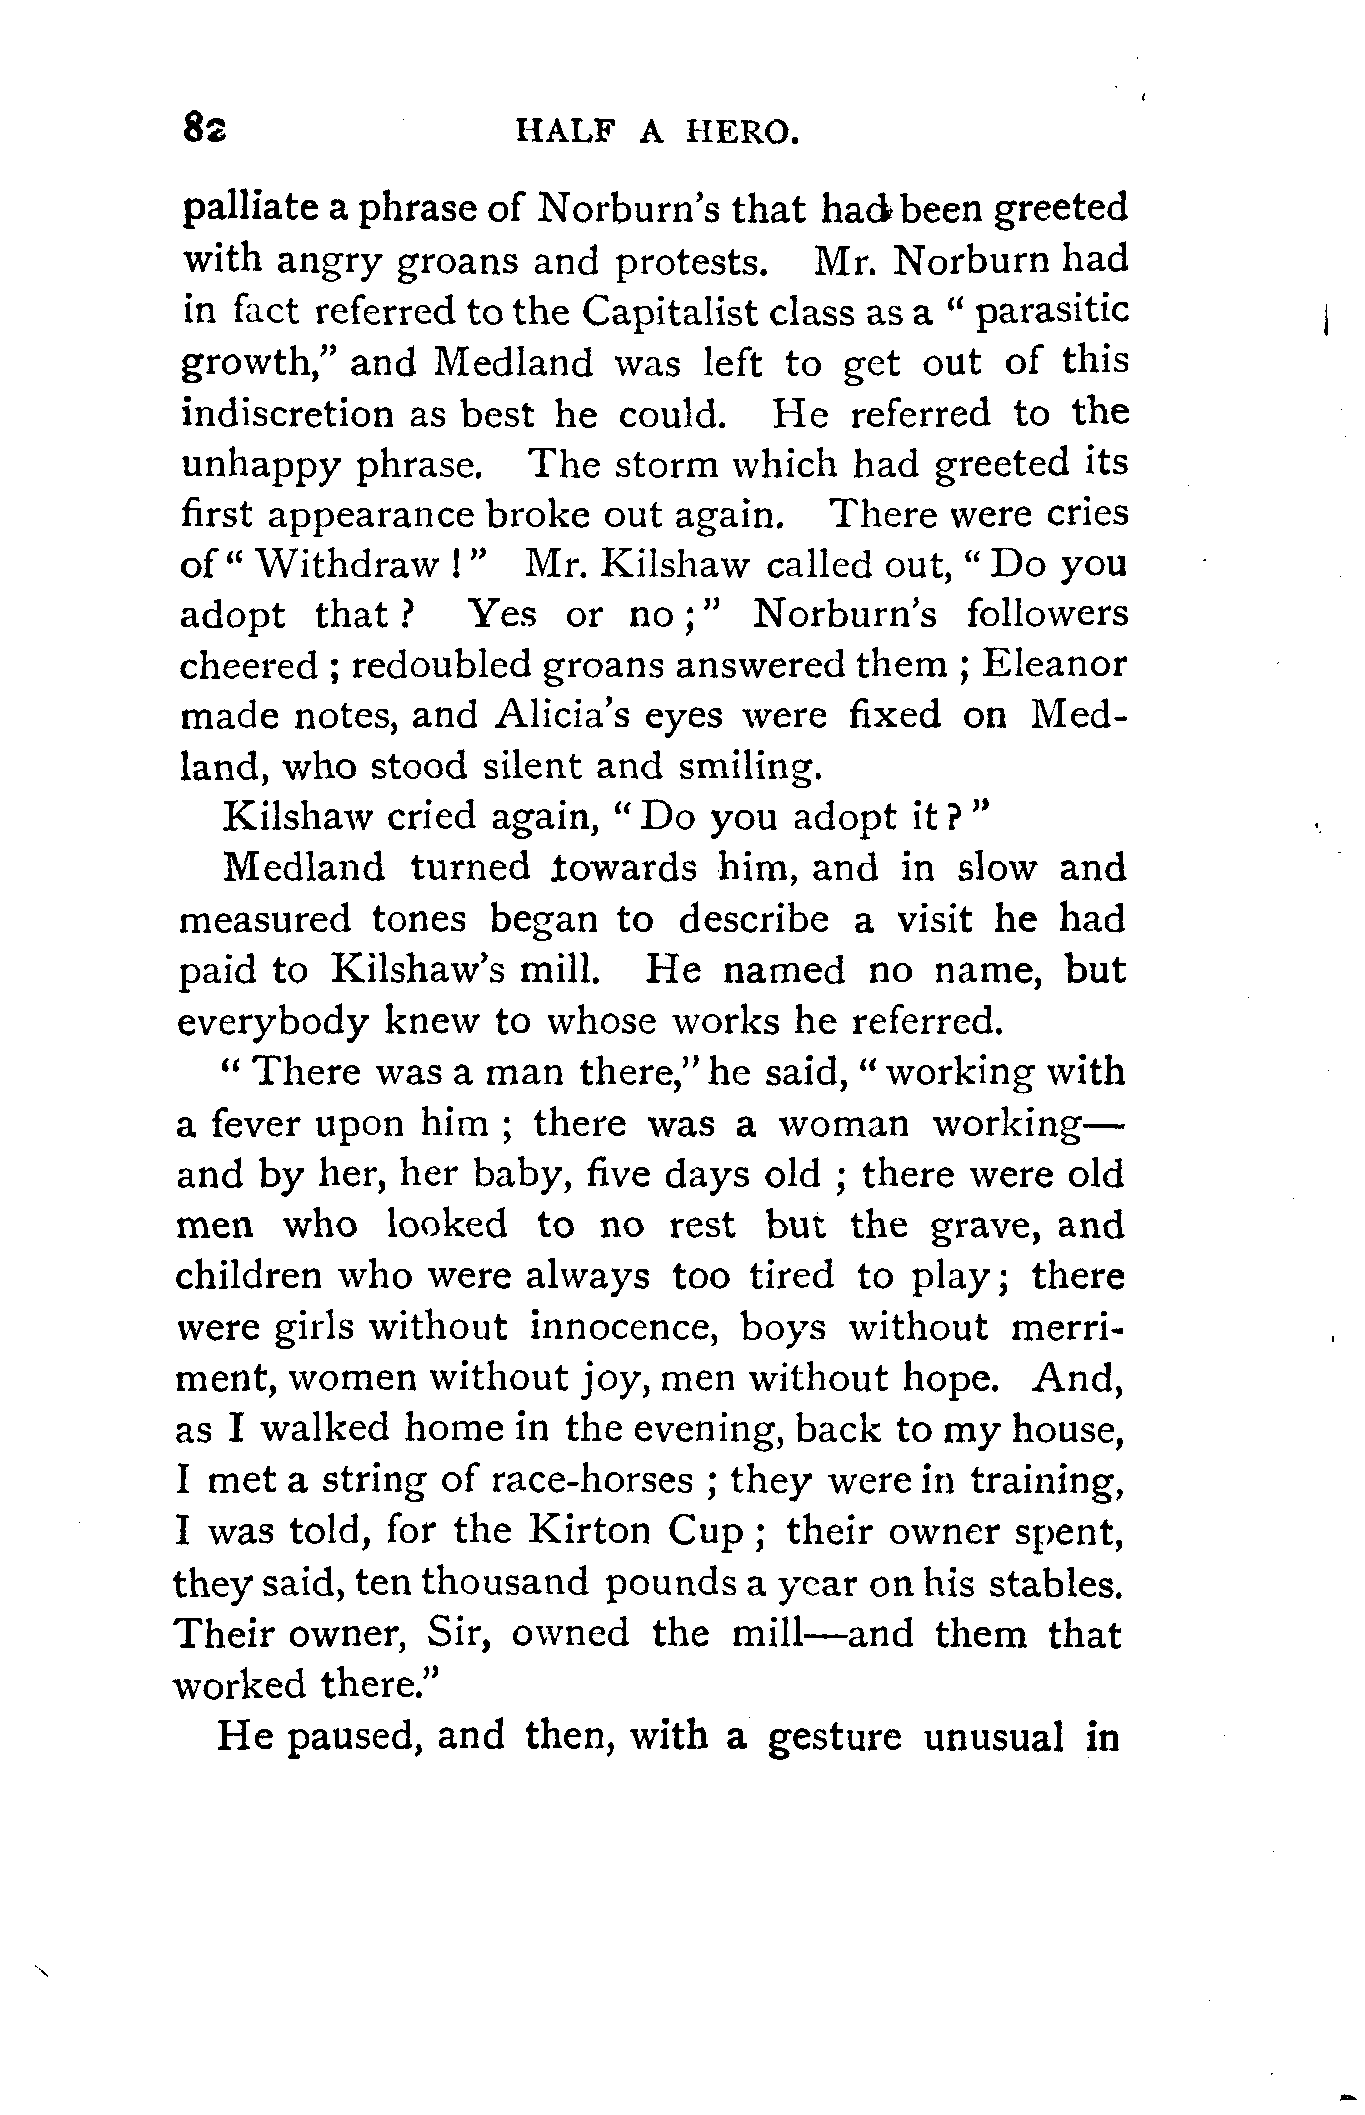 82 HALF A HERO.
palliate a phrase of Norburn's that had been greeted
with angry groans and protests. Mr. Norburn had
in fact referred to the Capitalist class as a “ parasitic
growth,” and Medland was left to get out of this
indiscretion as best he could. He referred to the
unhappy phrase. The storm which had greeted its
first appearance broke out again. There were cries
of “ Withdraw ! ” Mr. Kilshaw called out, “ Do you
adopt that ? Yes or no ; ” Norburn's followers
cheered ; redoubled groans answered them ; Eleanor
made notes, and Alicia's eyes were fixed on Med-
land, who stood silent and smiling.
Kilshaw cried again, “ Do you adopt it ? ”
Medland turned towards him, and in slow and
measured tones began to describe a visit he had
paid to Kilshaw's mill. He named no name, but
everybody knew to whose works he referred.
“ There was a man there,” he said, “ working with
a fever upon him ; there was a woman working—
and by her, her baby, five days old ; there were old
men who looked to no rest but the grave, and
children who were always too tired to play ; there
were girls without innocence, boys without merri-
ment, women without joy, men without hope. And,
as I walked home in the evening, back to my house,
I met a string of race-horses ; they were in training,
I was told, for the Kirton Cup ; their owner spent,
they said, ten thousand pounds a year on his stables.
Their owner, Sir, owned the mill—and them that
worked there.”
He paused, and then, with a gesture unusual in